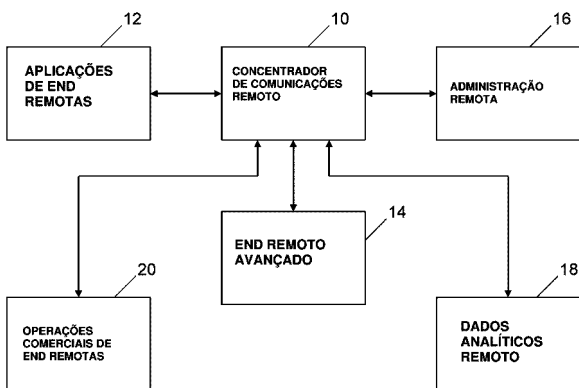 12
10
16
APLICAÇÕES
DE END
REMOTAS
CONCENTRADOR
DE COMUNICAÇÕES
REMOTO
ADMINISTRAÇÃO
REMOTA
14
END REMOTO
AVANÇADO
20
18
OPERAÇÕES
COMERCIAIS DE
END REMOTAS
DADOS
ANALÍTICOS
REMOTO